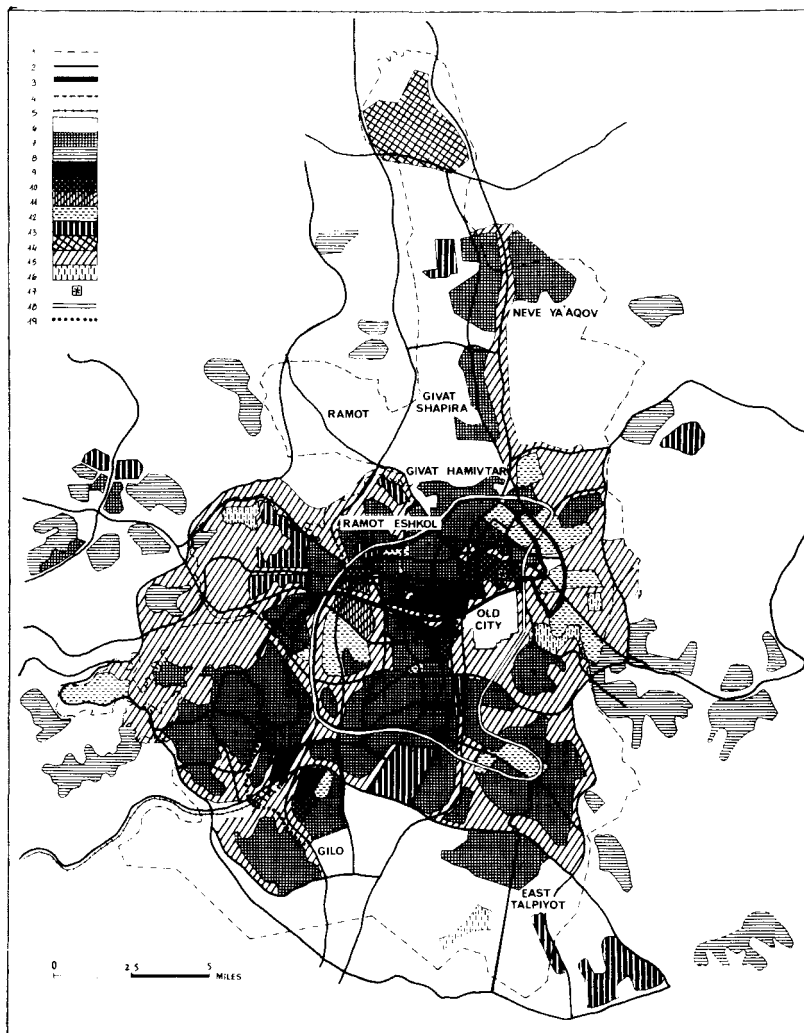 1
2
3
4
5
6
7
8
9
10
11
12
13
14
15
16
17
18
19
NEVE YA'AQOV
RAMOT
GIVAT
SHAPIRA
GIVAT HAMIVTAR
RAMOT ESHKOL
OLD
CITY
GILO
EAST
TALPIYOT
0 2 5 5 MILES